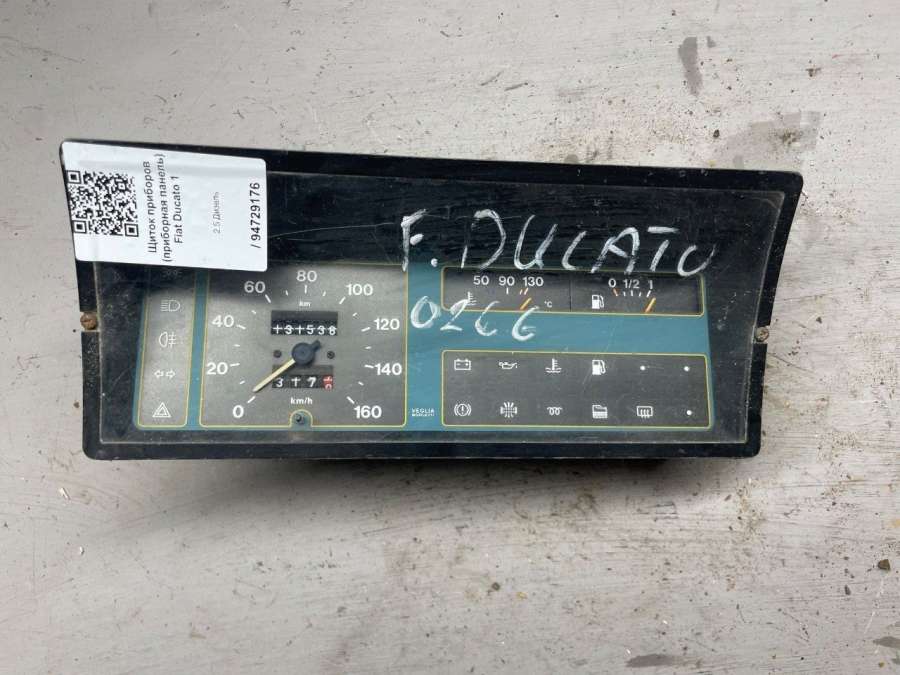 Щиток приборов
(приборная панель)
Fiat Ducato 1
2.5 Дизель
/ 94729176
F. DUCATO
0266
0 20 40 60 80 100 120 140 160
km
km/h
VEGLIA
BORLETTI
50 90 130
°C
0 1/2 1